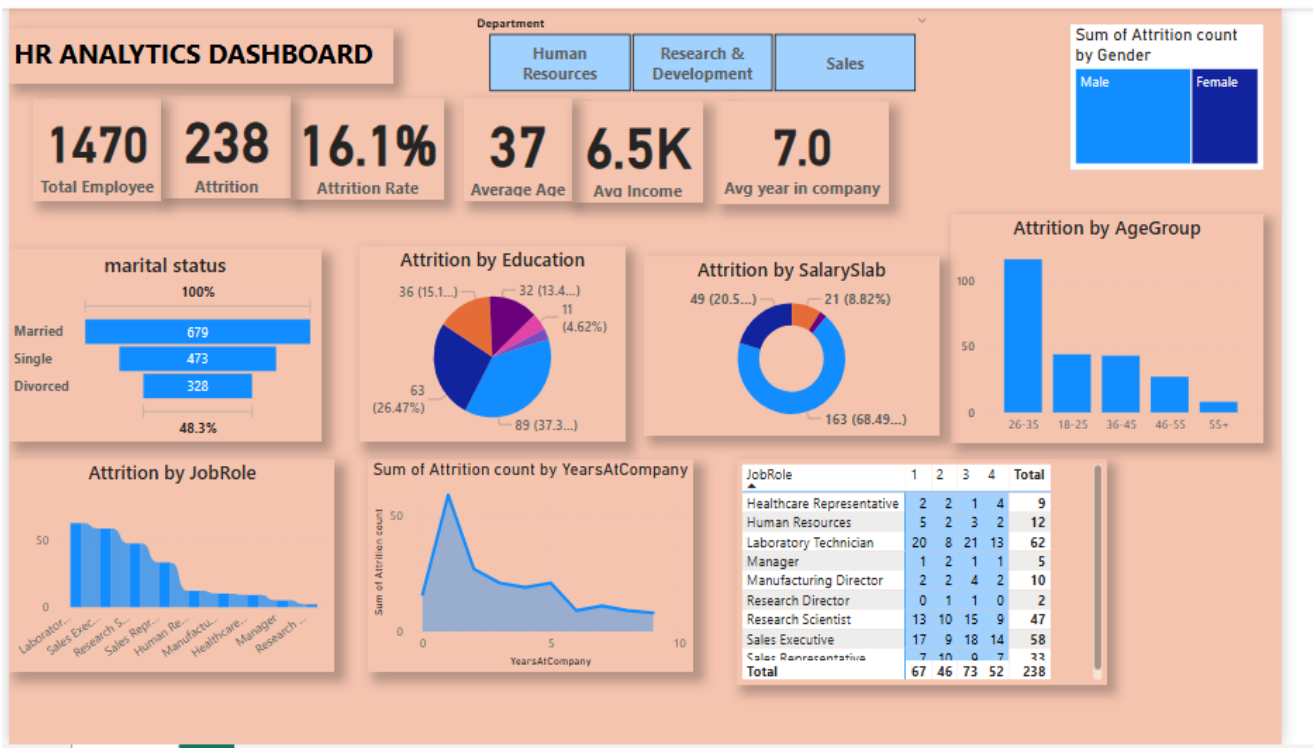 Department
HR ANALYTICS DASHBOARD
Human
Resources
Research &
Development
Sales
Sum of Attrition count
by Gender
Male
Female
1470
Total Employee
238
Attrition
16.1%
Attrition Rate
37
Average Age
6.5K
Avg Income
7.0
Avg year in company
marital status
100%
Married
679
Single
473
Divorced
328
48.3%
Attrition by Education
36 (15.1...)
32 (13.4...)
11
(4.62%)
63
(26.47%)
89 (37.3...)
Attrition by SalarySlab
49 (20.5...)
21 (8.82%)
163 (68.49...)
Attrition by AgeGroup
100
50
0
26-35 18-25 36-45 46-55 55+
Attrition by JobRole
50
0
Laborator...
Sales Exec...
Research S...
Sales Repr...
Human Re...
Manufactu...
Healthcare...
Manager
Research ...
Sum of Attrition count by YearsAtCompany
Sum of Attrition count
50
0
0 5 10
YearsAtCompany
JobRole 1 2 3 4 Total
Healthcare Representative 2 2 1 4 9
Human Resources 5 2 3 2 12
Laboratory Technician 20 8 21 13 62
Manager 1 2 1 1 5
Manufacturing Director 2 2 4 2 10
Research Director 0 1 1 0 2
Research Scientist 13 10 15 9 47
Sales Executive 17 9 18 14 58
Sales Representative 7 10 9 7 33
Total 67 46 73 52 238